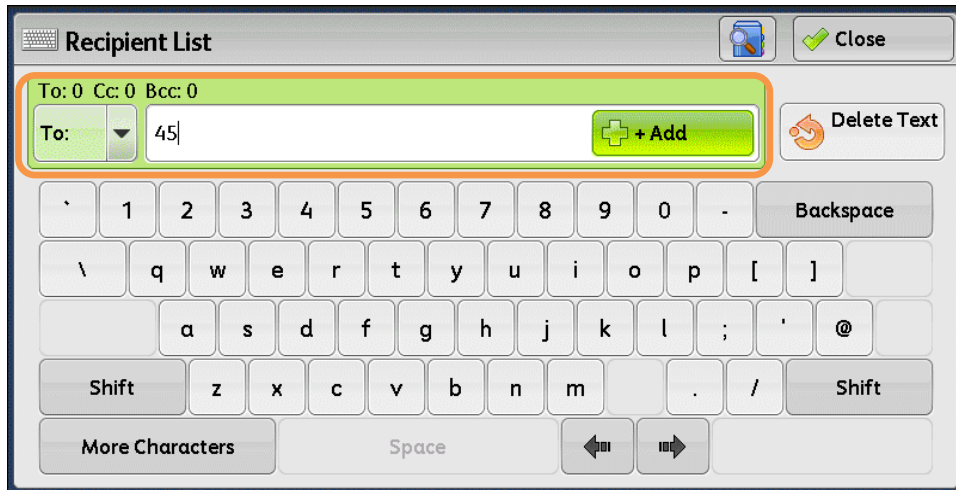 Recipient List Close
To: 0 Cc: 0 Bcc: 0
To: 45 + Add Delete Text
` 1 2 3 4 5 6 7 8 9 0 - Backspace
\ q w e r t y u i o p [ ]
a s d f g h j k l ; ' @
Shift z x c v b n m . / Shift
More Characters Space